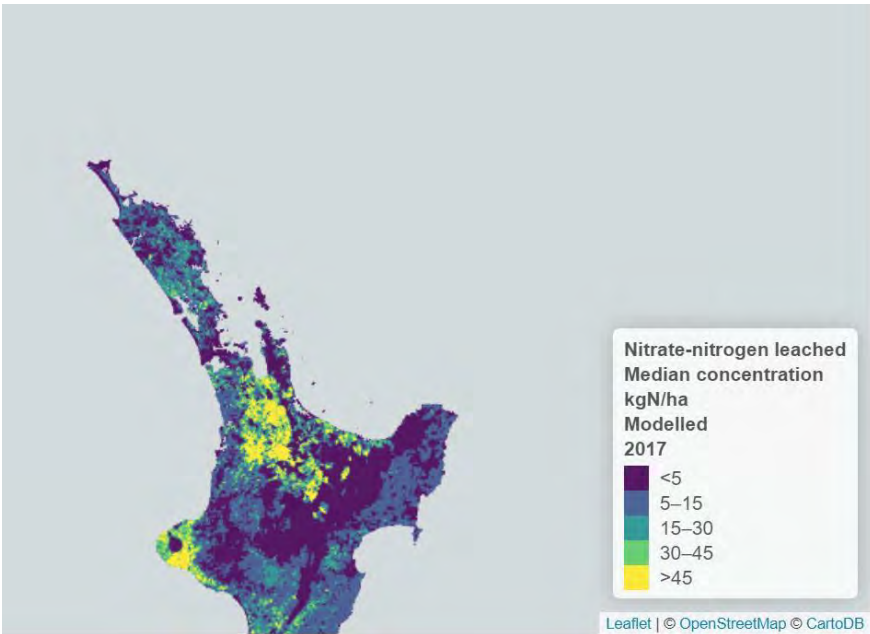 Nitrate-nitrogen leached
Median concentration
kgN/ha
Modelled
2017
<5
5–15
15–30
30–45
>45
Leaflet | © OpenStreetMap © CartoDB